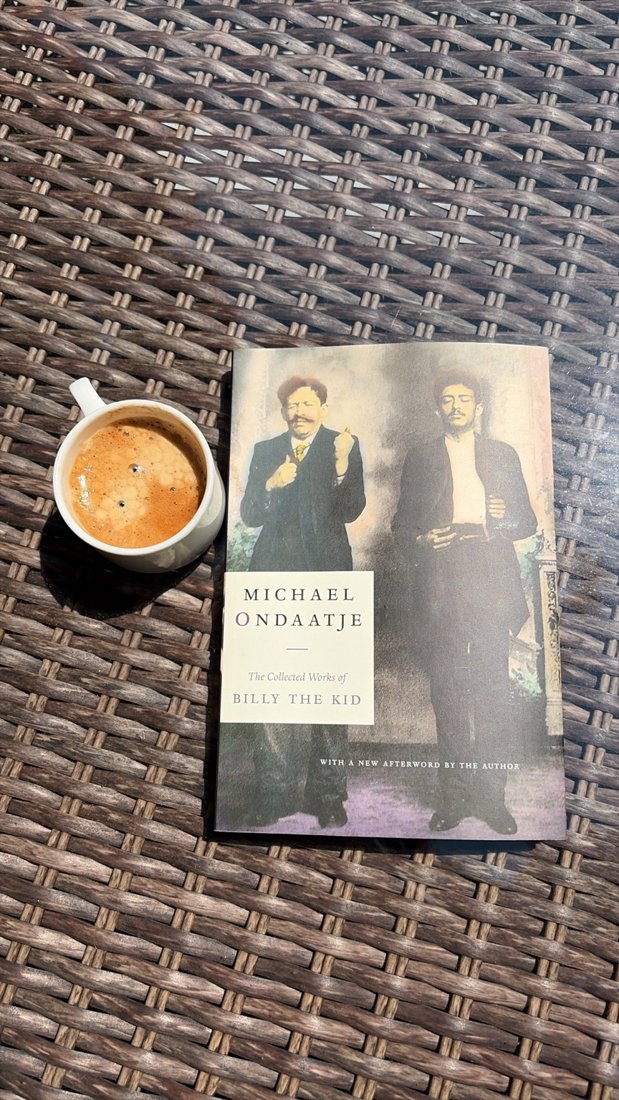 MICHAEL
ONDAATJE
The Collected Works of
BILLY THE KID
WITH A NEW AFTERWORD BY THE AUTHOR